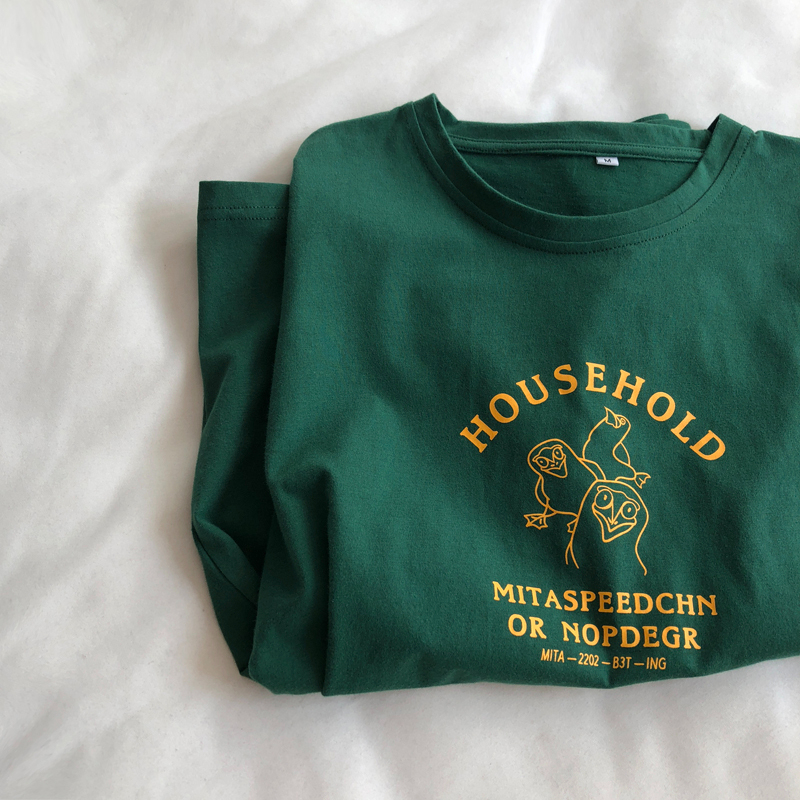 M
HOUSEHOLD
MITASPEEDCHN
OR NOPDEGR
MITA — 2202 — B3T — ING